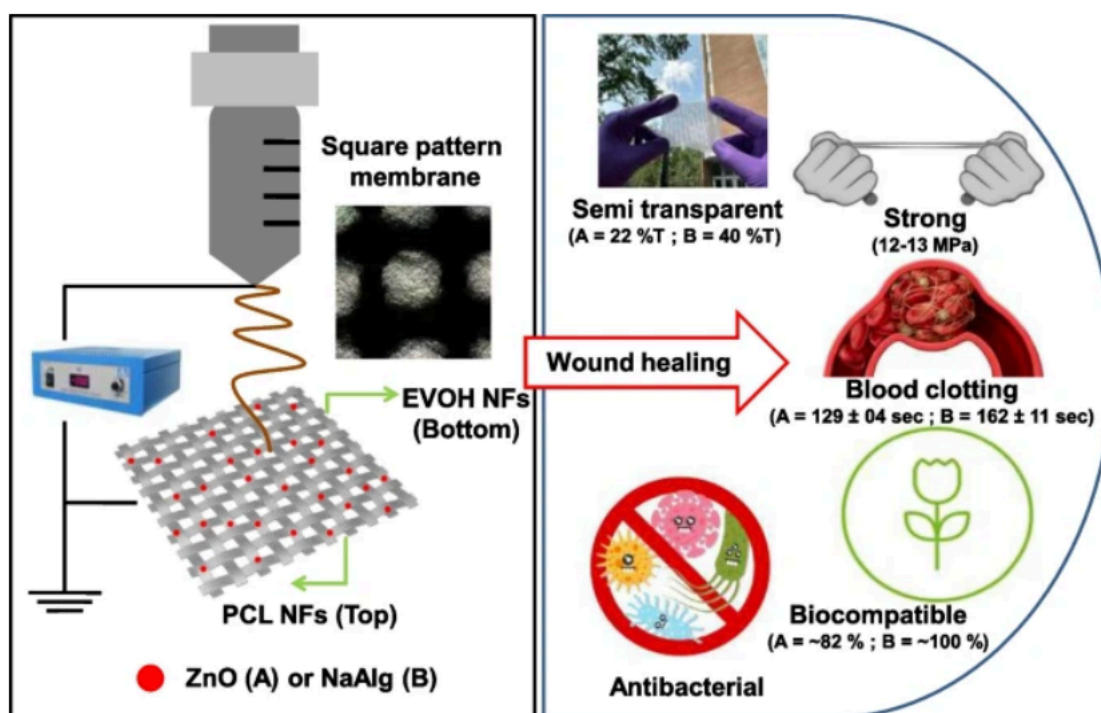 Square pattern
membrane
EVOH NFs
(Bottom)
PCL NFs (Top)
ZnO (A) or NaAlg (B)
Semi transparent
(A = 22 %T ; B = 40 %T)
Strong
(12-13 MPa)
Wound healing
Blood clotting
(A = 129 ± 04 sec ; B = 162 ± 11 sec)
Biocompatible
(A = ~82 % ; B = ~100 %)
Antibacterial